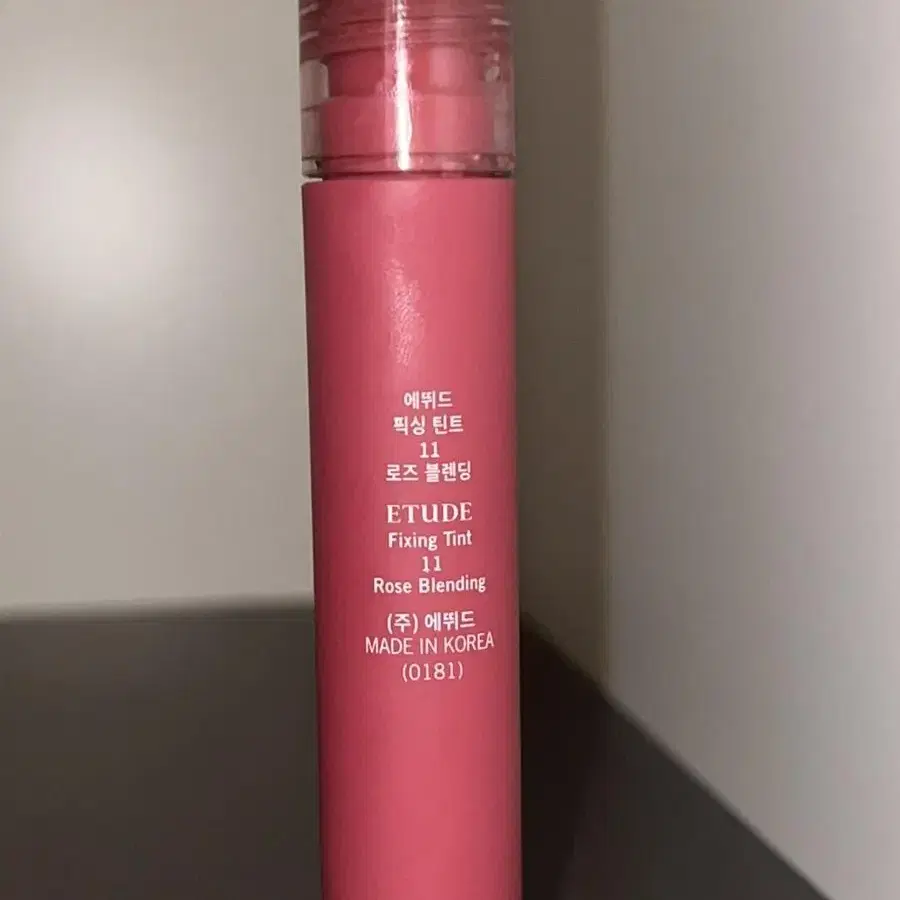 에뛰드
픽싱 틴트
11
로즈 블렌딩
ETUDE
Fixing Tint
11
Rose Blending
(주) 에뛰드
MADE IN KOREA
(0181)